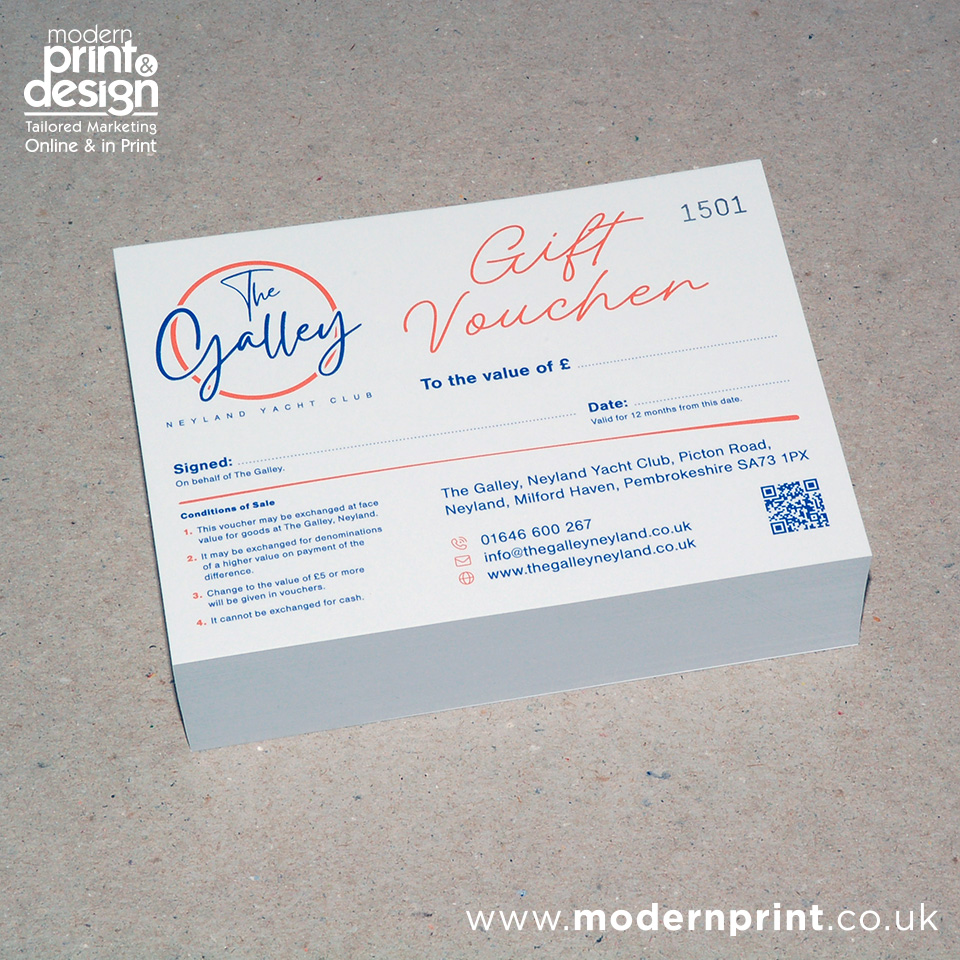 modern
print &
design
Tailored Marketing
Online & in Print
1501
Gift
Voucher
The
Galley
NEYLAND YACHT CLUB
To the value of £
Signed:
On behalf of The Galley.
Date:
Valid for 12 months from this date.
Conditions of Sale
1. This voucher may be exchanged at face
value for goods at The Galley, Neyland.
2. It may be exchanged for denominations
of a higher value on payment of the
difference.
3. Change to the value of £5 or more
will be given in vouchers.
4. It cannot be exchanged for cash.
The Galley, Neyland Yacht Club, Picton Road,
Neyland, Milford Haven, Pembrokeshire SA73 1PX
01646 600 267
info@thegalleyneyland.co.uk
www.thegalleyneyland.co.uk
www.modernprint.co.uk